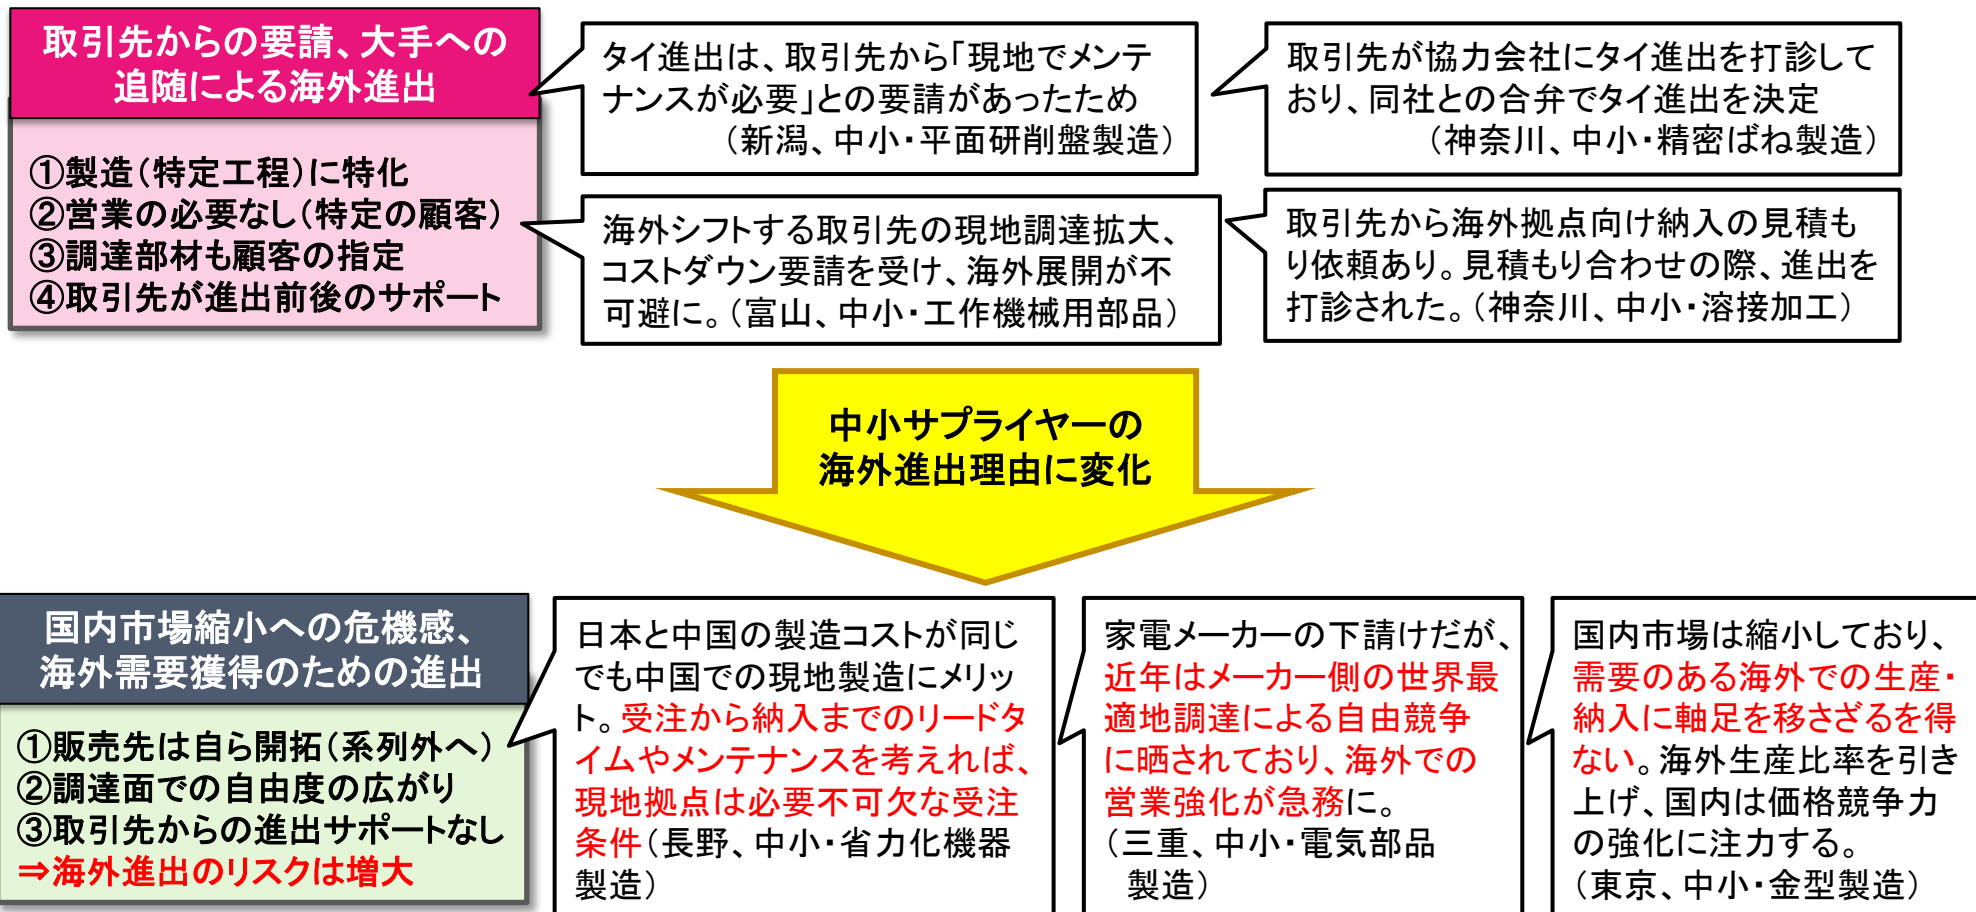 取引先からの要請、大手への
追随による海外進出
①製造（特定工程）に特化
②営業の必要なし（特定の顧客）
③調達部材も顧客の指定
④取引先が進出前後のサポート
タイ進出は、取引先から「現地でメンテ
ナンスが必要」との要請があったため
（新潟、中小・平面研削盤製造）
取引先が協力会社にタイ進出を打診して
おり、同社との合弁でタイ進出を決定
（神奈川、中小・精密ばね製造）
海外シフトする取引先の現地調達拡大、
コストダウン要請を受け、海外展開が不
可避に。（富山、中小・工作機械用部品）
取引先から海外拠点向け納入の見積も
り依頼あり。見積もり合わせの際、進出を
打診された。（神奈川、中小・溶接加工）
中小サプライヤーの
海外進出理由に変化
国内市場縮小への危機感、
海外需要獲得のための進出
①販売先は自ら開拓（系列外へ）
②調達面での自由度の広がり
③取引先からの進出サポートなし
⇒海外進出のリスクは増大
日本と中国の製造コストが同じ
でも中国での現地製造にメリッ
ト。受注から納入までのリードタ
イムやメンテナンスを考えれば、
現地拠点は必要不可欠な受注
条件（長野、中小・省力化機器
製造）
家電メーカーの下請けだが、
近年はメーカー側の世界最
適地調達による自由競争
に晒されており、海外での
営業強化が急務に。
（三重、中小・電気部品
製造）
国内市場は縮小しており、
需要のある海外での生産・
納入に軸足を移さざるを得
ない。海外生産比率を引き
上げ、国内は価格競争力
の強化に注力する。
（東京、中小・金型製造）